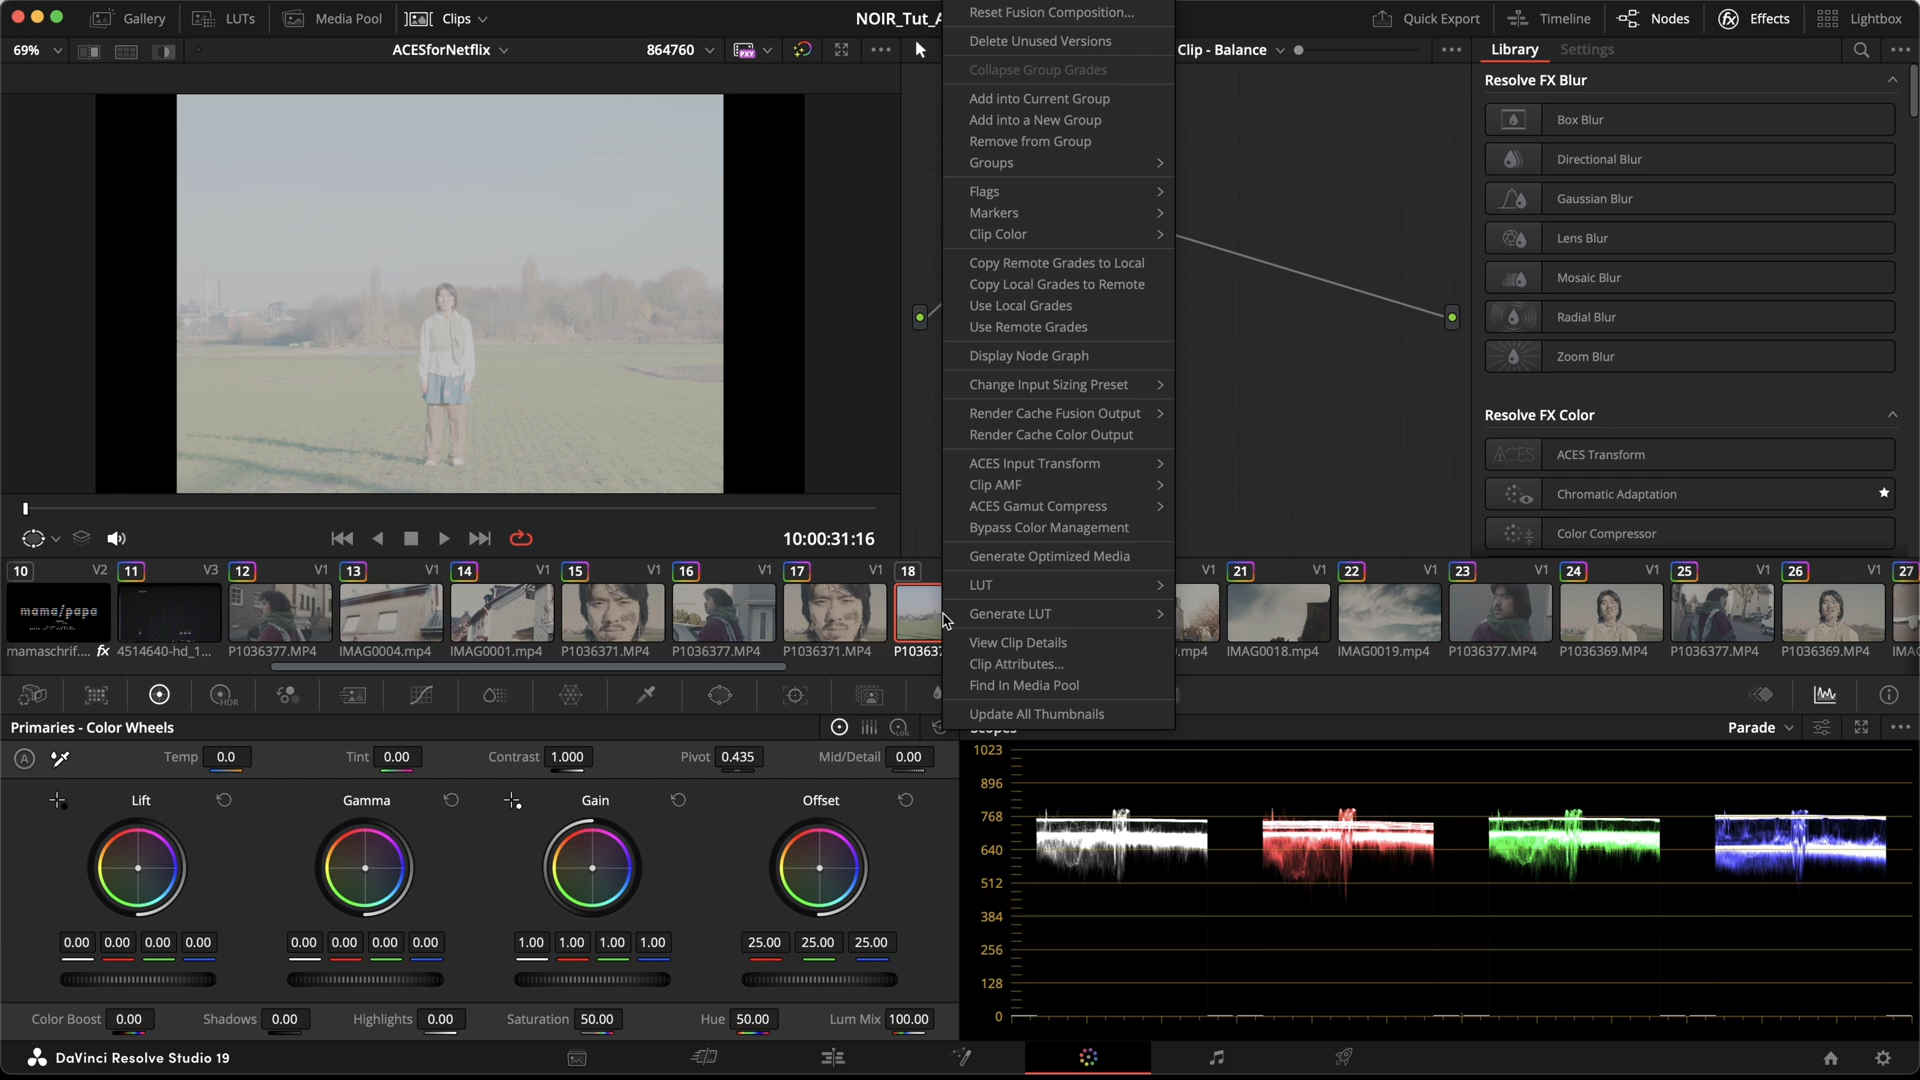 Gallery LUTs Media Pool Clips NOIR_Tut_A Quick Export Timeline Nodes Effects Lightbox
69% ACESforNetflix 864760 PXY Clip - Balance Library Settings
Reset Fusion Composition...
Delete Unused Versions
Collapse Group Grades
Add into Current Group
Add into a New Group
Remove from Group
Groups
Flags
Markers
Clip Color
Copy Remote Grades to Local
Copy Local Grades to Remote
Use Local Grades
Use Remote Grades
Display Node Graph
Change Input Sizing Preset
Render Cache Fusion Output
Render Cache Color Output
ACES Input Transform
Clip AMF
ACES Gamut Compress
Bypass Color Management
Generate Optimized Media
LUT
Generate LUT
View Clip Details
Clip Attributes...
Find In Media Pool
Update All Thumbnails
Resolve FX Blur
Box Blur
Directional Blur
Gaussian Blur
Lens Blur
Mosaic Blur
Radial Blur
Zoom Blur
Resolve FX Color
ACES ACES Transform
Chromatic Adaptation
Color Compressor
10:00:31:16
10 V2 11 V3 12 V1 13 V1 14 V1 15 V1 16 V1 17 V1 18 V1 21 V1 22 V1 23 V1 24 V1 25 V1 26 V1 27
mama/papa
mamaschrif.... fx 4514640-hd_1... P1036377.MP4 IMAG0004.mp4 IMAG0001.mp4 P1036371.MP4 P1036377.MP4 P1036371.MP4 P10363 .mp4 IMAG0018.mp4 IMAG0019.mp4 P1036377.MP4 P1036369.MP4 P1036377.MP4 P1036369.MP4 IMA
HDR
Primaries - Color Wheels LOG Scopes Parade
A Temp 0.0 Tint 0.00 Contrast 1.000 Pivot 0.435 Mid/Detail 0.00
Lift Gamma Gain Offset
0.00 0.00 0.00 0.00 0.00 0.00 0.00 0.00 1.00 1.00 1.00 1.00 25.00 25.00 25.00
Color Boost 0.00 Shadows 0.00 Highlights 0.00 Saturation 50.00 Hue 50.00 Lum Mix 100.00
1023
896
768
640
512
384
256
128
0
DaVinci Resolve Studio 19